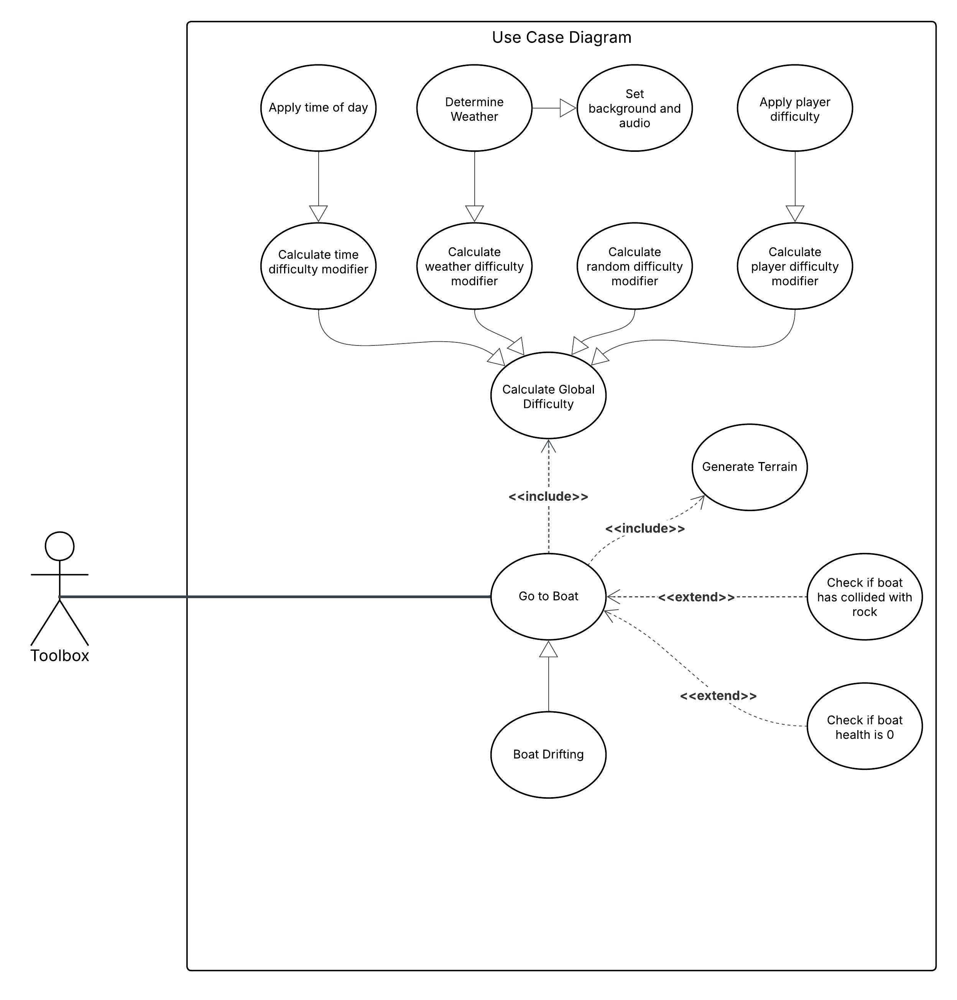 Use Case Diagram
Apply time of day
Determine
Weather
Set
background and
audio
Apply player
difficulty
Calculate time
difficulty modifier
Calculate
weather difficulty
modifier
Calculate
random difficulty
modifier
Calculate
player difficulty
modifier
Calculate Global
Difficulty
Generate Terrain
<<include>>
<<include>>
Go to Boat
<<extend>>
Check if boat
has collided with
rock
Toolbox
<<extend>>
Check if boat
health is 0
Boat Drifting